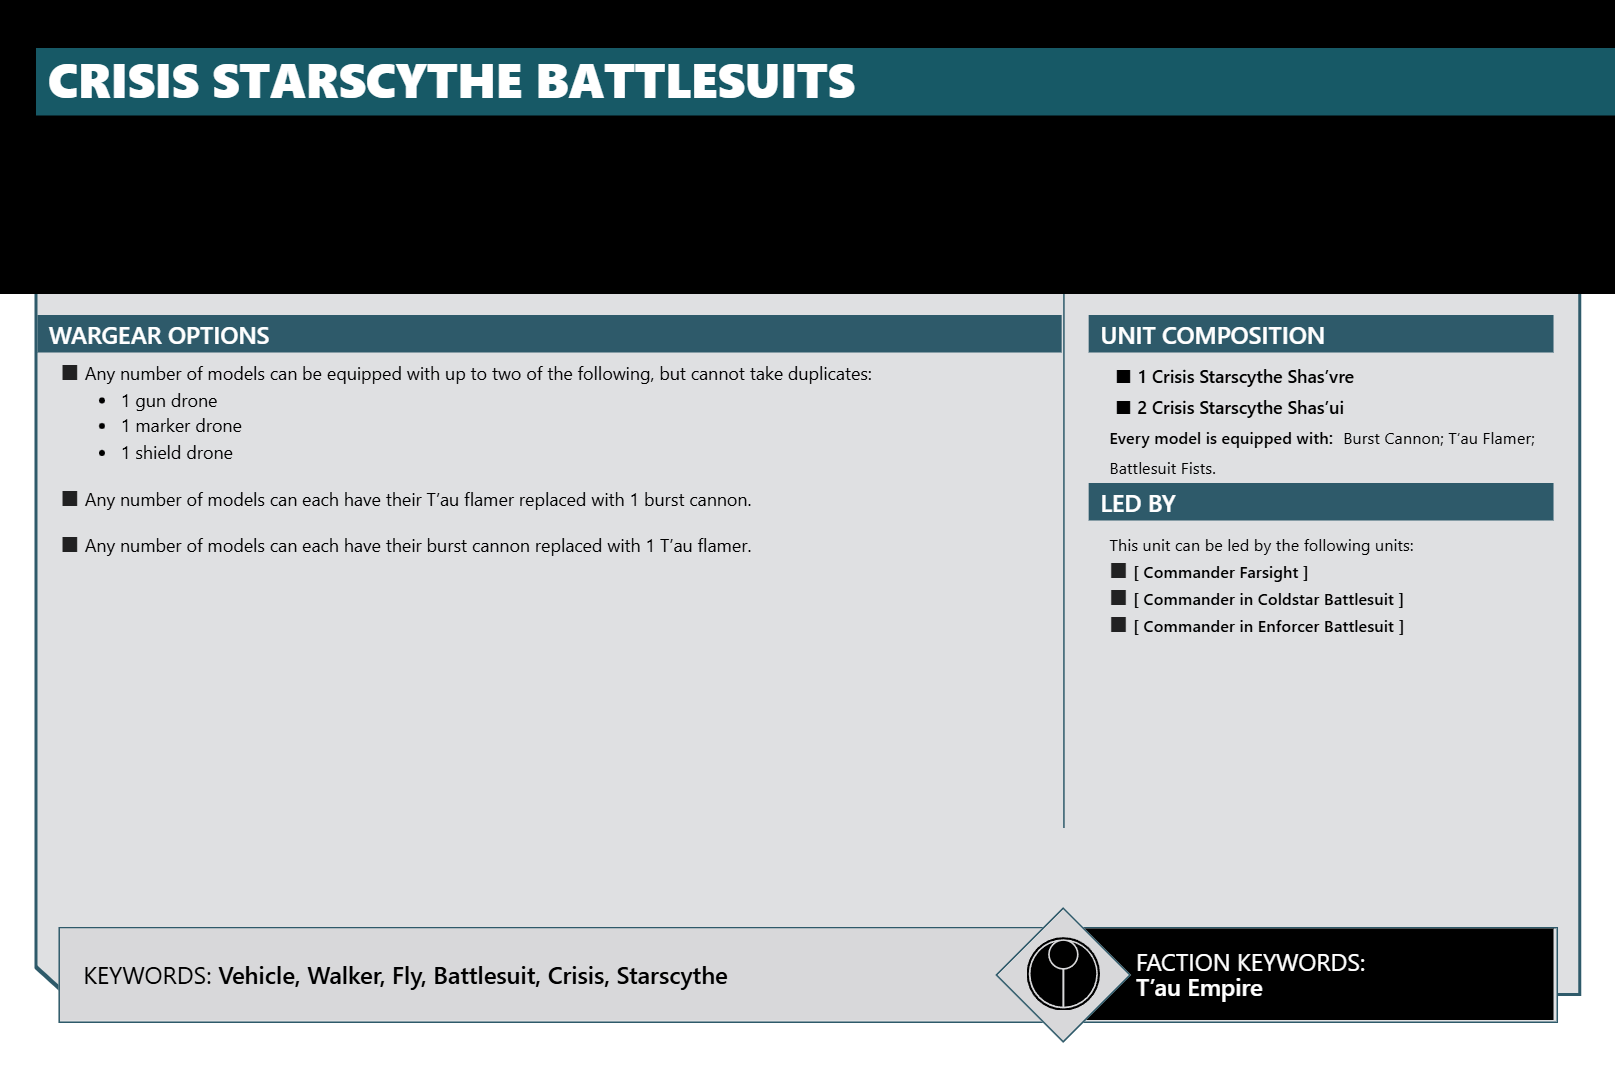 CRISIS STARSCYTHE BATTLESUITS
WARGEAR OPTIONS
■ Any number of models can be equipped with up to two of the following, but cannot take duplicates:
• 1 gun drone
• 1 marker drone
• 1 shield drone
■ Any number of models can each have their T’au flamer replaced with 1 burst cannon.
■ Any number of models can each have their burst cannon replaced with 1 T’au flamer.
UNIT COMPOSITION
■ 1 Crisis Starscythe Shas’vre
■ 2 Crisis Starscythe Shas’ui
Every model is equipped with: Burst Cannon; T’au Flamer;
Battlesuit Fists.
LED BY
This unit can be led by the following units:
■ [ Commander Farsight ]
■ [ Commander in Coldstar Battlesuit ]
■ [ Commander in Enforcer Battlesuit ]
KEYWORDS: Vehicle, Walker, Fly, Battlesuit, Crisis, Starscythe
FACTION KEYWORDS:
T’au Empire